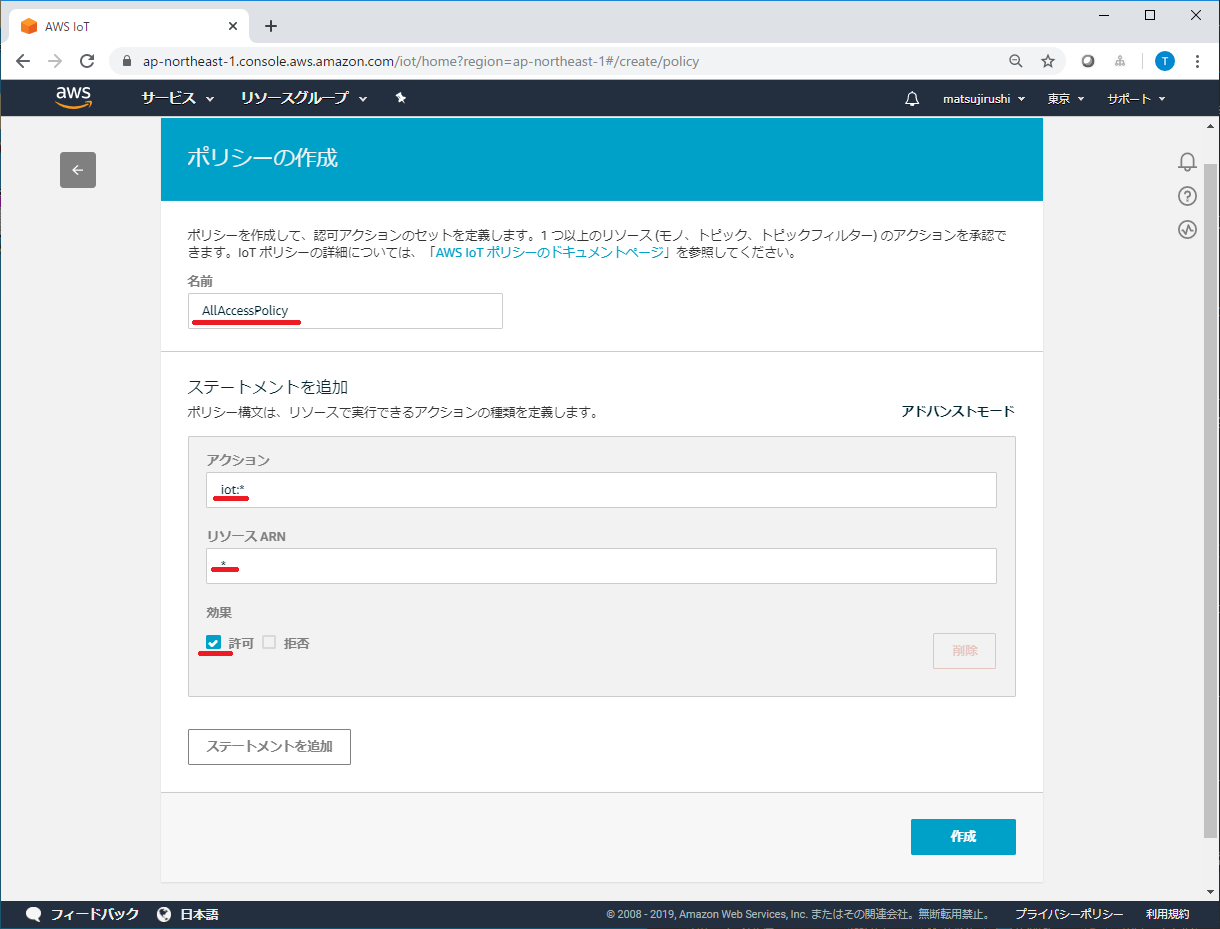 AWS IoT
ap-northeast-1.console.aws.amazon.com/iot/home?region=ap-northeast-1#/create/policy
T
aws サービス リソースグループ matsujirushi 東京 サポート
ポリシーの作成
ポリシーを作成して、認可アクションのセットを定義します。1 つ以上のリソース (モノ、トピック、トピックフィルター) のアクションを承認で
きます。IoT ポリシーの詳細については、「AWS IoT ポリシーのドキュメントページ」を参照してください。
名前
AllAccessPolicy
ステートメントを追加
ポリシー構文は、リソースで実行できるアクションの種類を定義します。
アドバンストモード
アクション
iot:*
リソース ARN
*
効果
許可 拒否
削除
ステートメントを追加
作成
フィードバック 日本語 © 2008 - 2019, Amazon Web Services, Inc. またはその関連会社。無断転用禁止。 プライバシーポリシー 利用規約